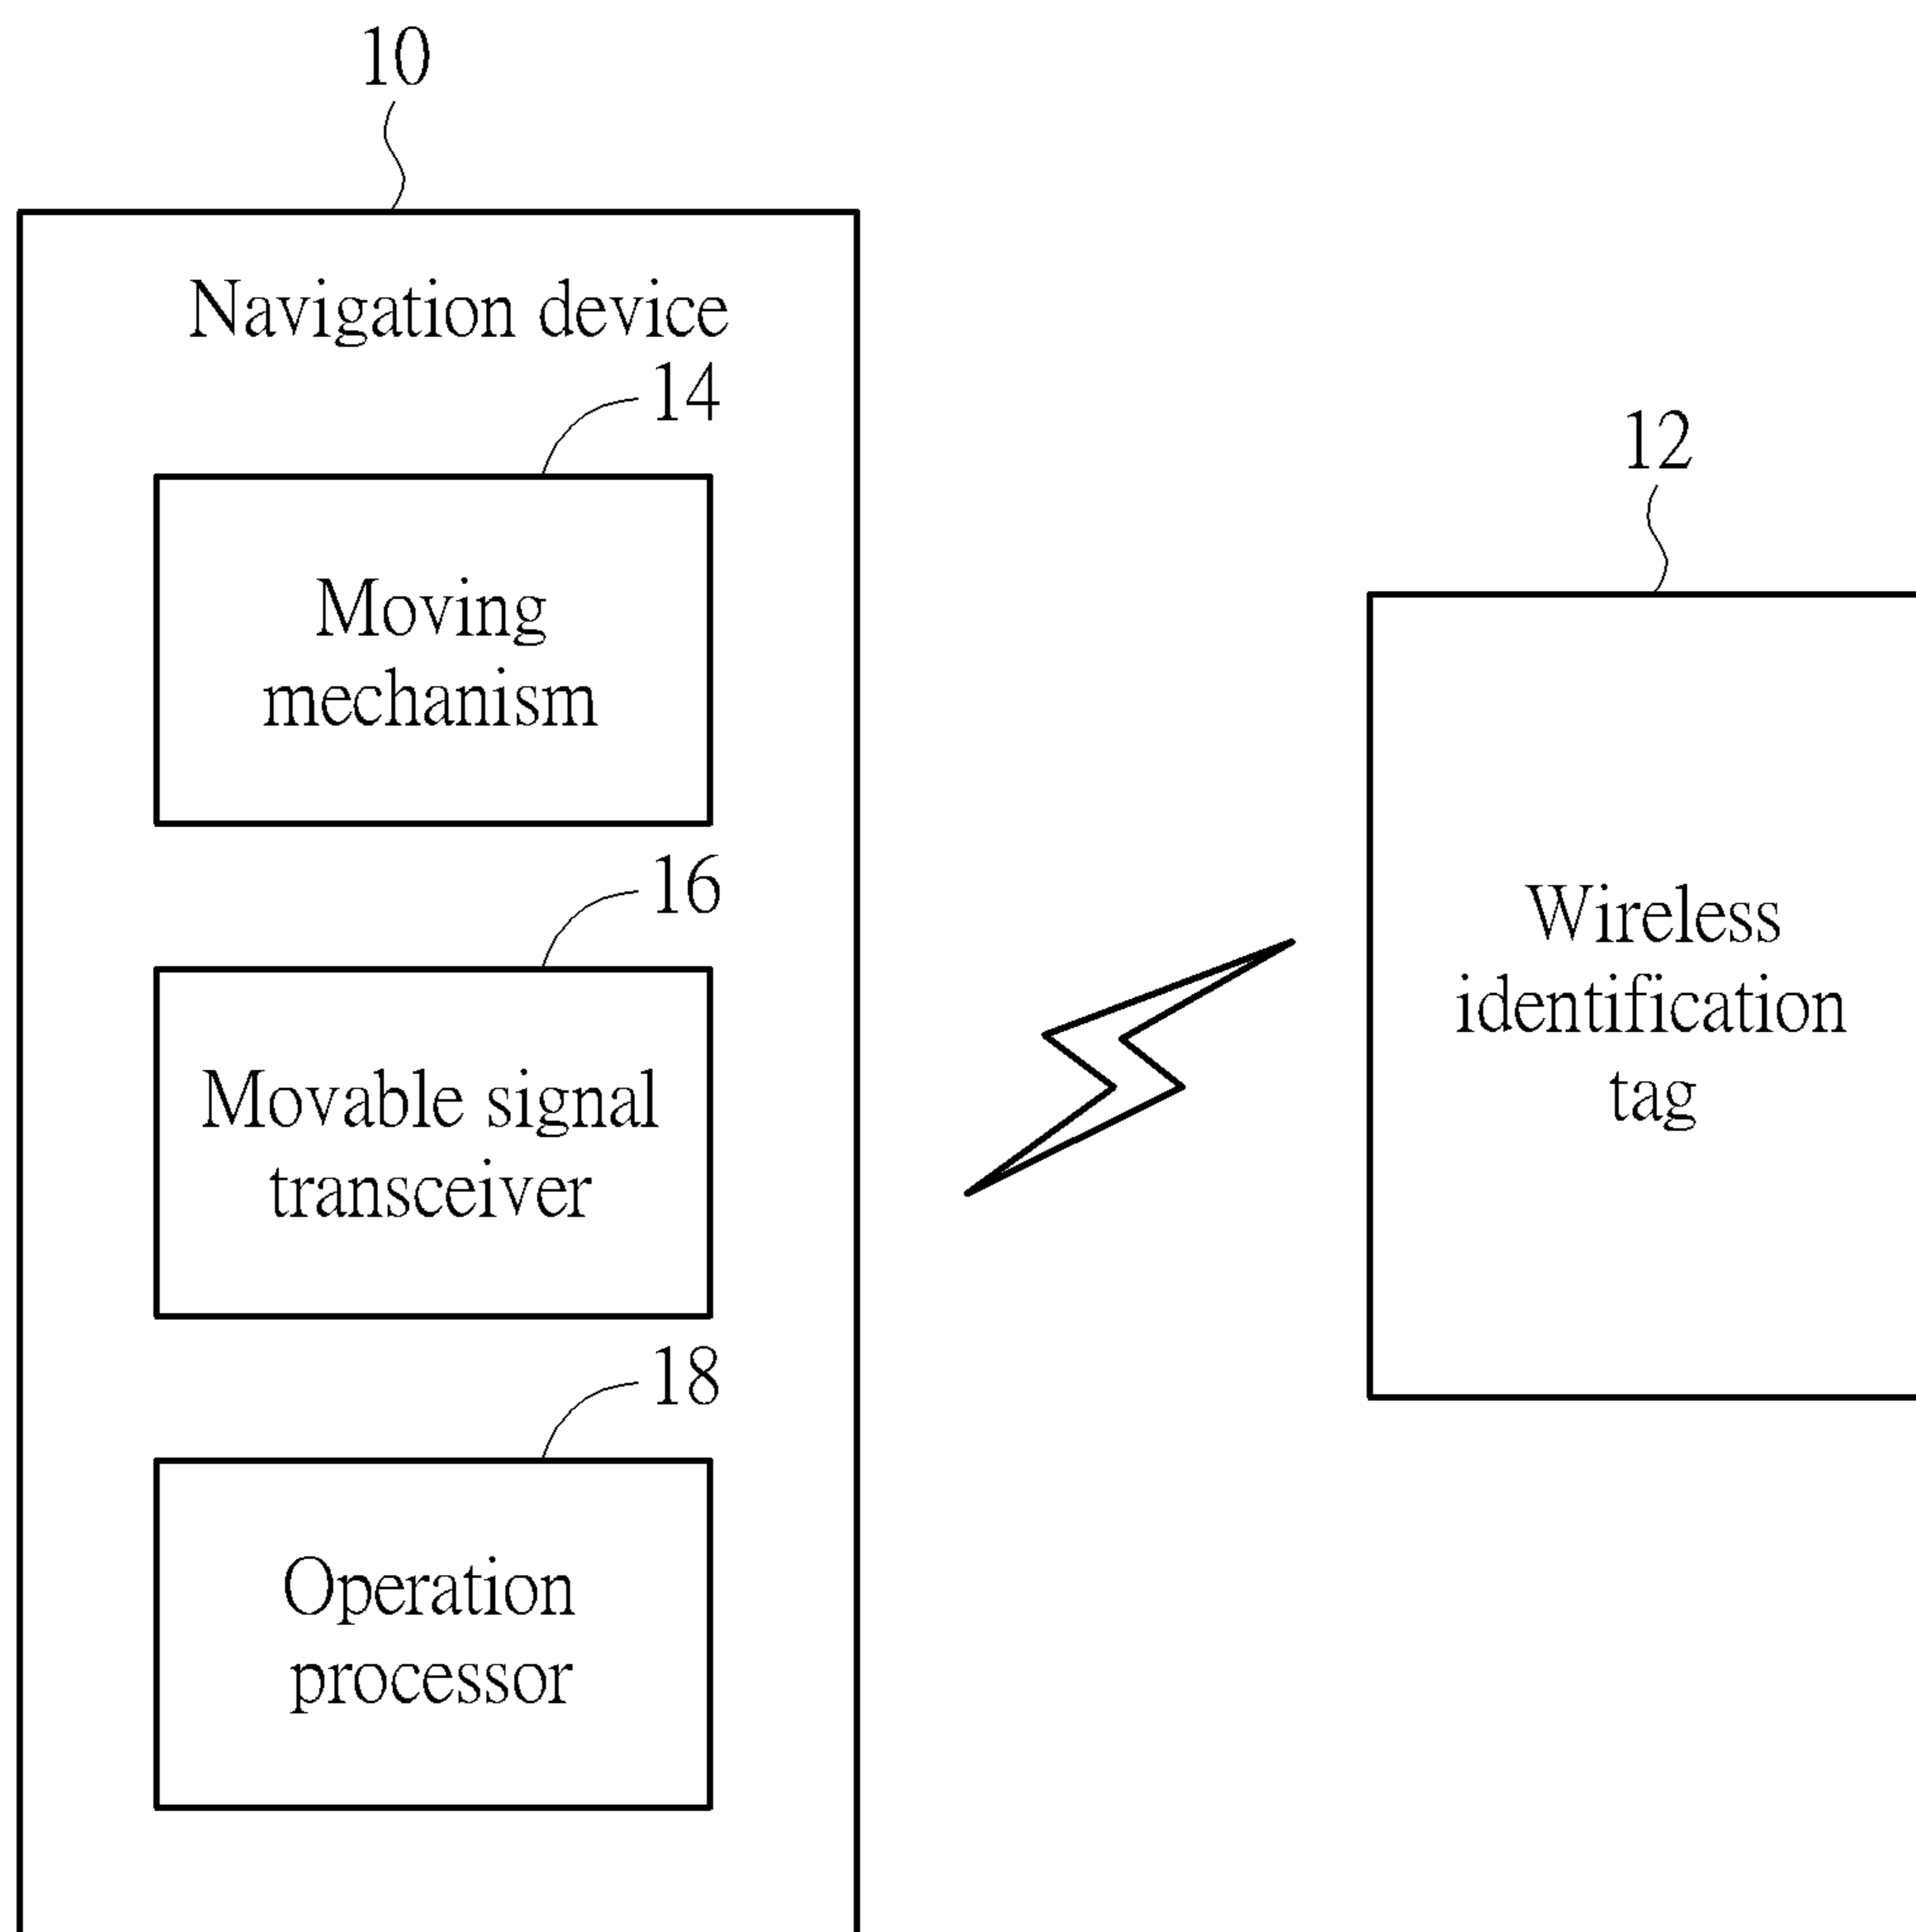 10
Navigation device
14
Moving
mechanism
16
Movable signal
transceiver
18
Operation
processor
12
Wireless
identification
tag